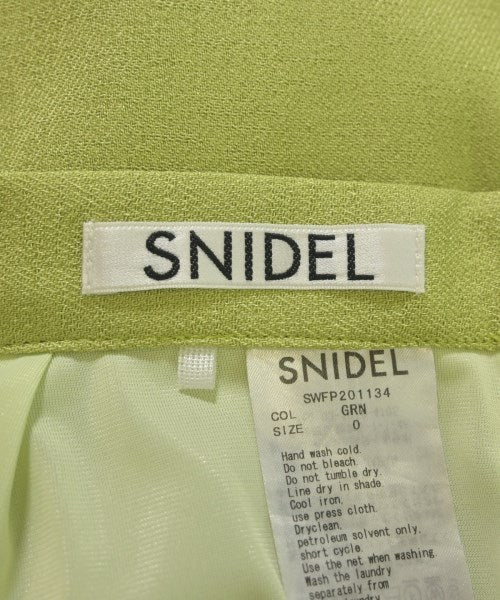 SNIDEL
SNIDEL
SWFP201134
COL GRN
SIZE 0
Hand wash cold.
Do not bleach.
Do not tumble dry.
Line dry in shade.
Cool iron.
use press cloth.
Dryclean.
petroleum solvent only.
short cycle.
Use the net when washing.
Wash the laundry
separately from